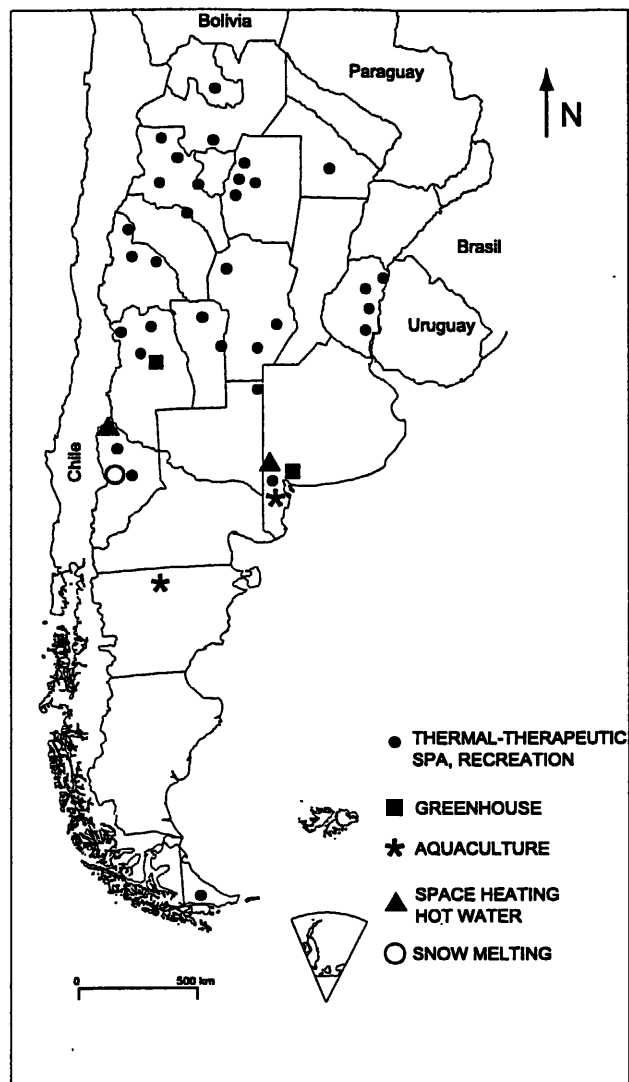 Bolivia
Paraguay
N
Brasil
Uruguay
Chile
THERMAL-THERAPEUTIC
SPA, RECREATION
GREENHOUSE
AQUACULTURE
SPACE HEATING
HOT WATER
SNOW MELTING
0 500 km